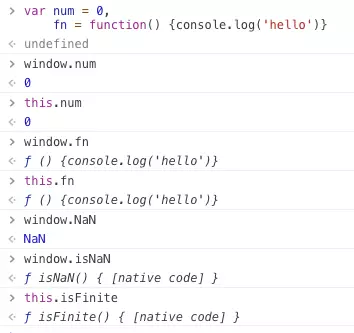 > var num = 0,
fn = function() {console.log('hello')}
< undefined
> window.num
< 0
> this.num
< 0
> window.fn
< ƒ () {console.log('hello')}
> this.fn
< ƒ () {console.log('hello')}
> window.NaN
< NaN
> window.isNaN
< ƒ isNaN() { [native code] }
> this.isFinite
< ƒ isFinite() { [native code] }